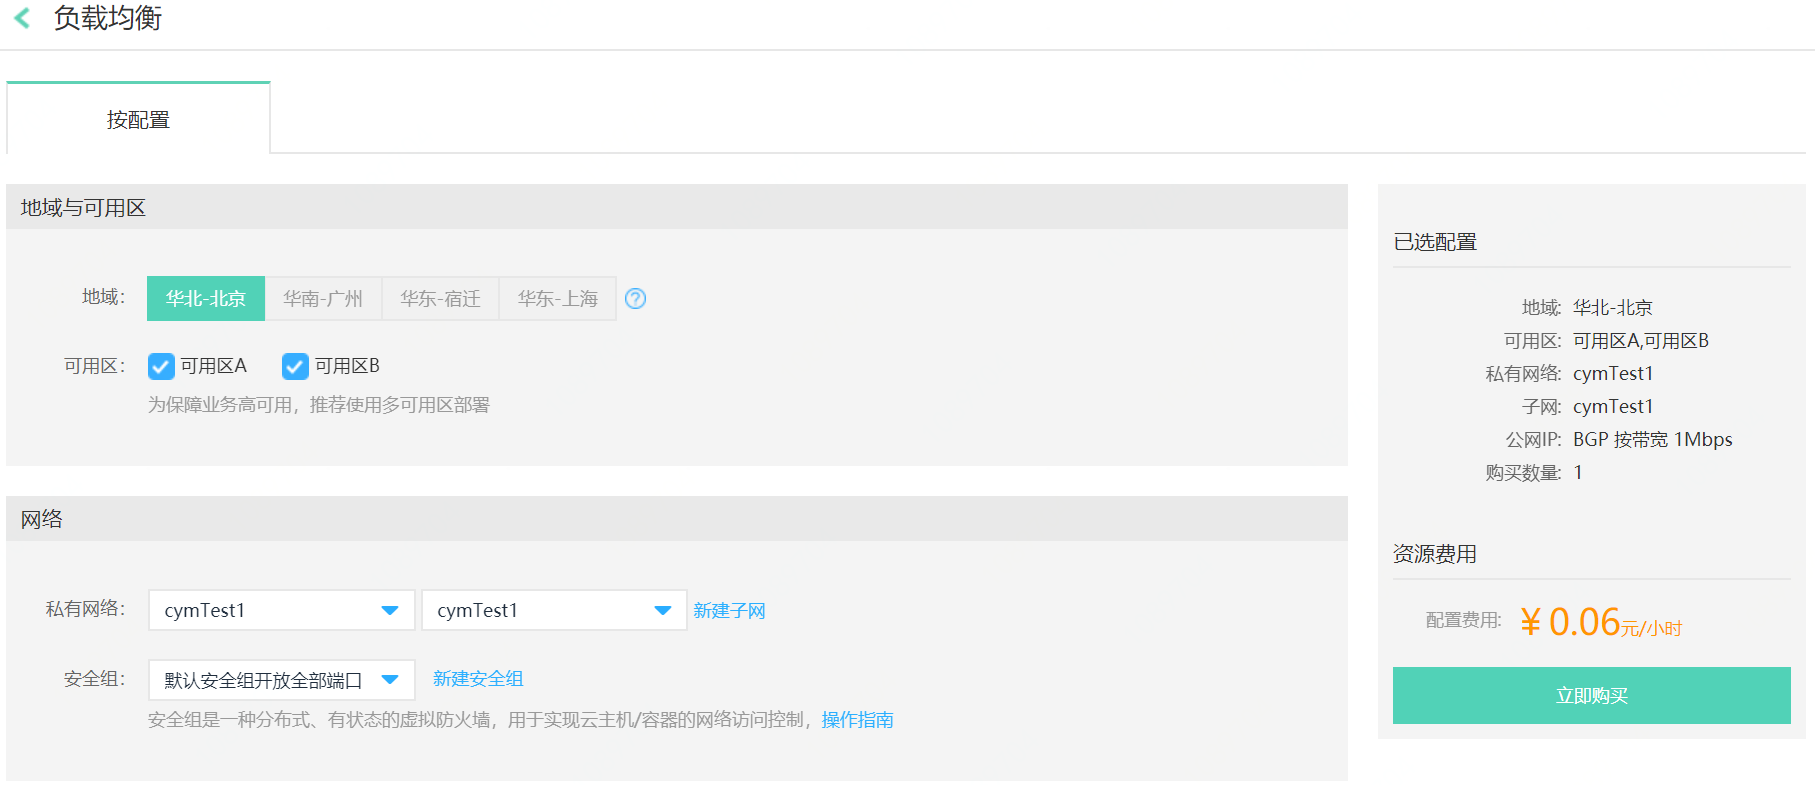 负载均衡
按配置
地域与可用区
地域： 华北-北京 华南-广州 华东-宿迁 华东-上海 ?
可用区： 可用区A 可用区B
为保障业务高可用，推荐使用多可用区部署
网络
私有网络： cymTest1 cymTest1 新建子网
安全组： 默认安全组开放全部端口 新建安全组
安全组是一种分布式、有状态的虚拟防火墙，用于实现云主机/容器的网络访问控制，操作指南
已选配置
地域: 华北-北京
可用区: 可用区A,可用区B
私有网络: cymTest1
子网: cymTest1
公网IP: BGP 按带宽 1Mbps
购买数量: 1
资源费用
配置费用: ¥ 0.06元/小时
立即购买